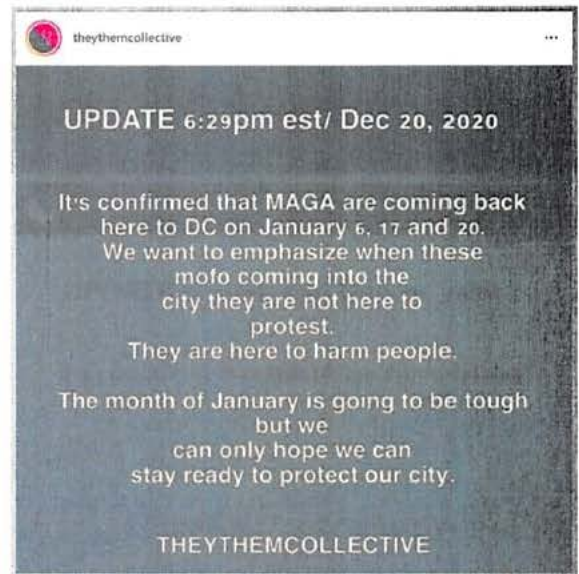 theythemcollective
...
UPDATE 6:29pm est/ Dec 20, 2020
It's confirmed that MAGA are coming back
here to DC on January 6, 17 and 20.
We want to emphasize when these
mofo coming into the
city they are not here to
protest.
They are here to harm people.
The month of January is going to be tough
but we
can only hope we can
stay ready to protect our city.
THEYTHEMCOLLECTIVE